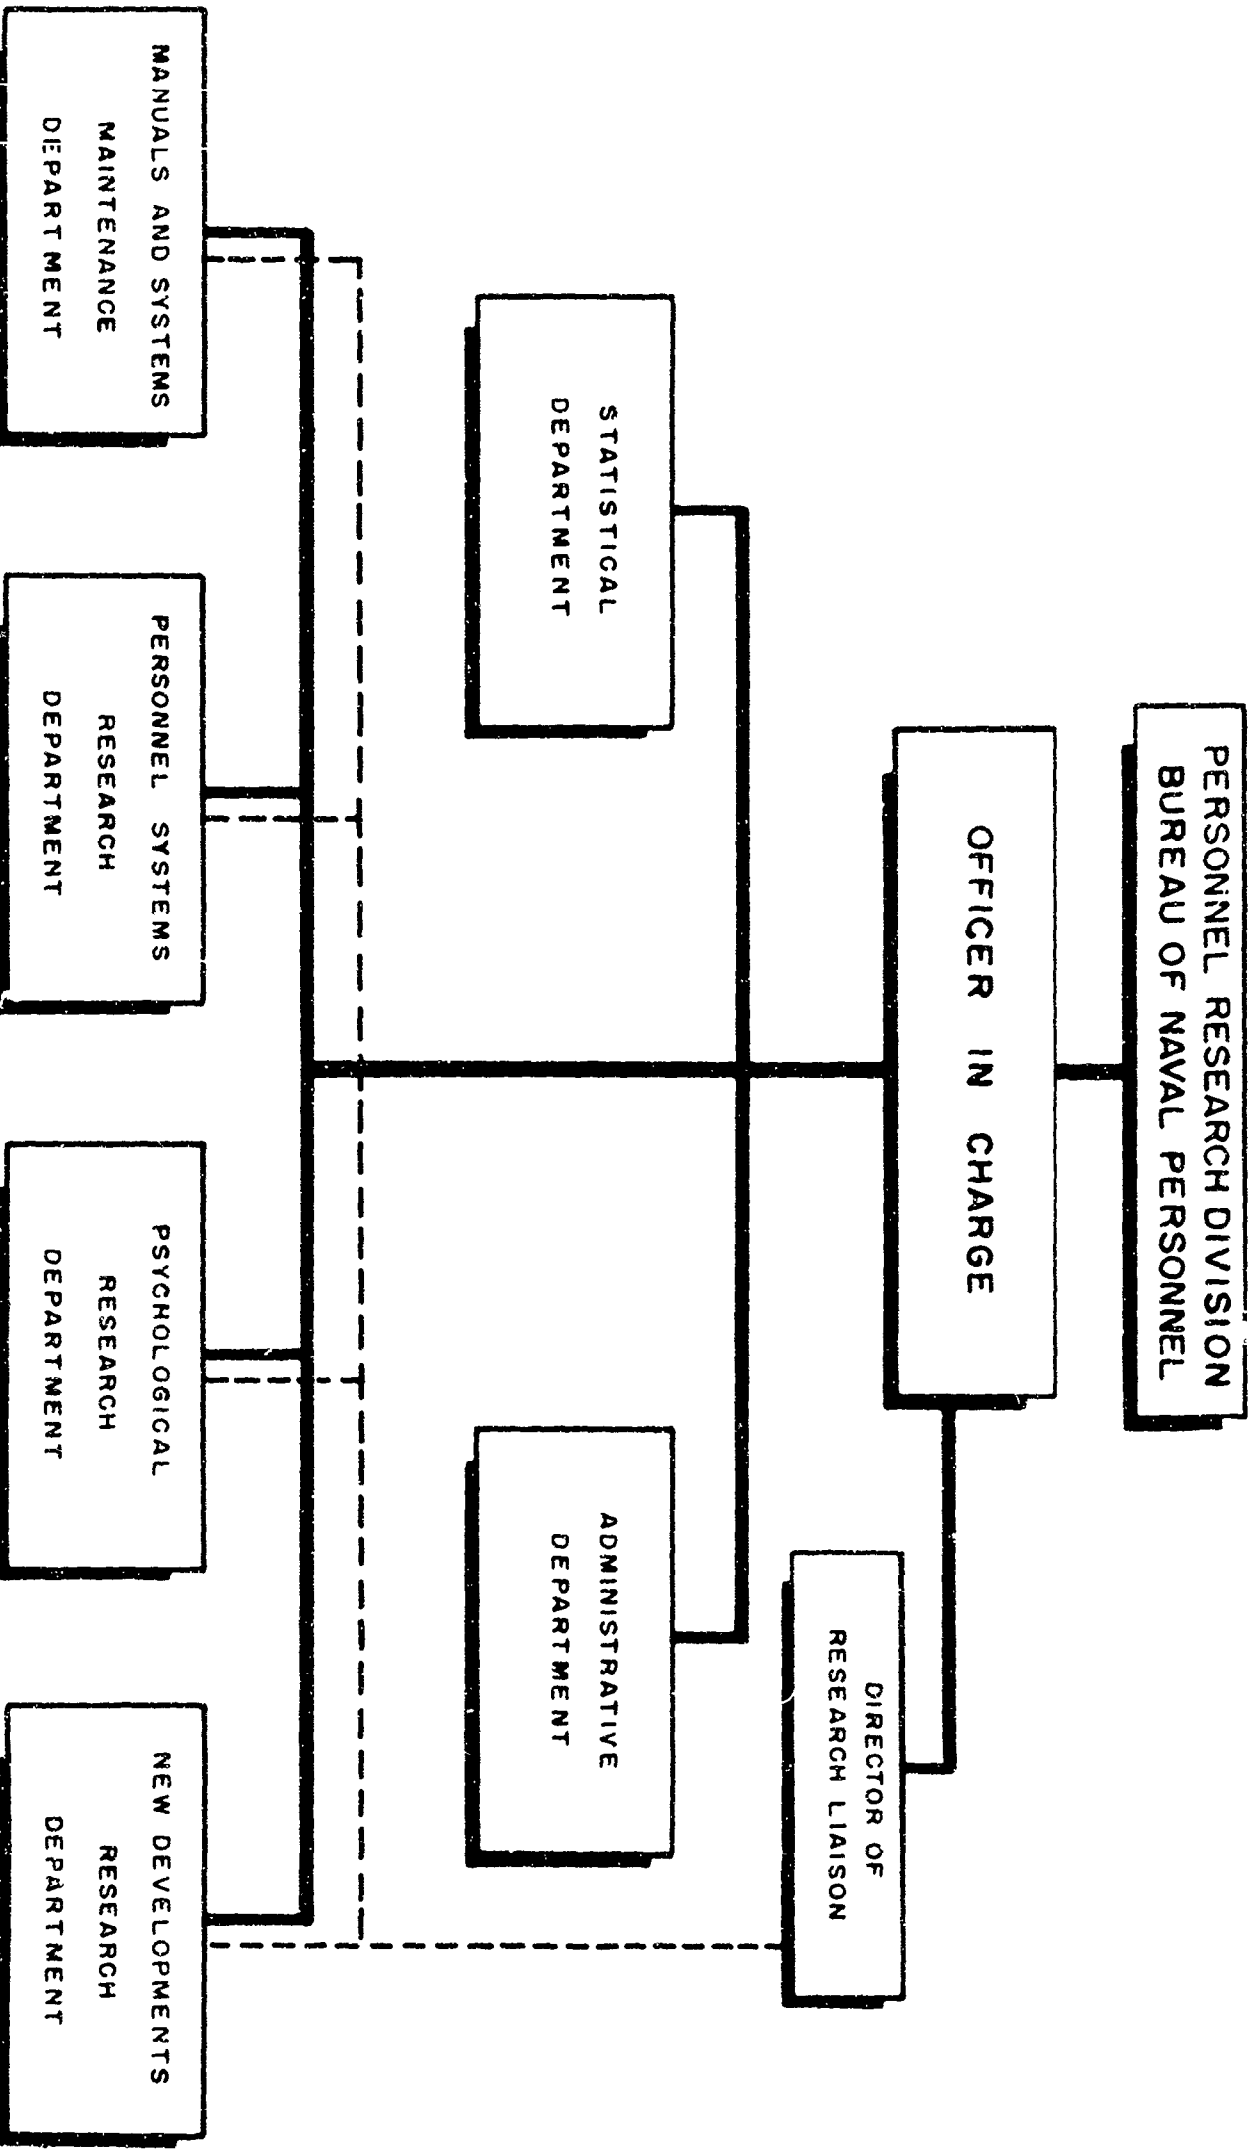 PERSONNEL RESEARCH DIVISION
BUREAU OF NAVAL PERSONNEL
OFFICER IN CHARGE
DIRECTOR OF
RESEARCH LIAISON
STATISTICAL
DEPARTMENT
ADMINISTRATIVE
DEPARTMENT
MANUALS AND SYSTEMS
MAINTENANCE
DEPARTMENT
PERSONNEL SYSTEMS
RESEARCH
DEPARTMENT
PSYCHOLOGICAL
RESEARCH
DEPARTMENT
NEW DEVELOPMENTS
RESEARCH
DEPARTMENT